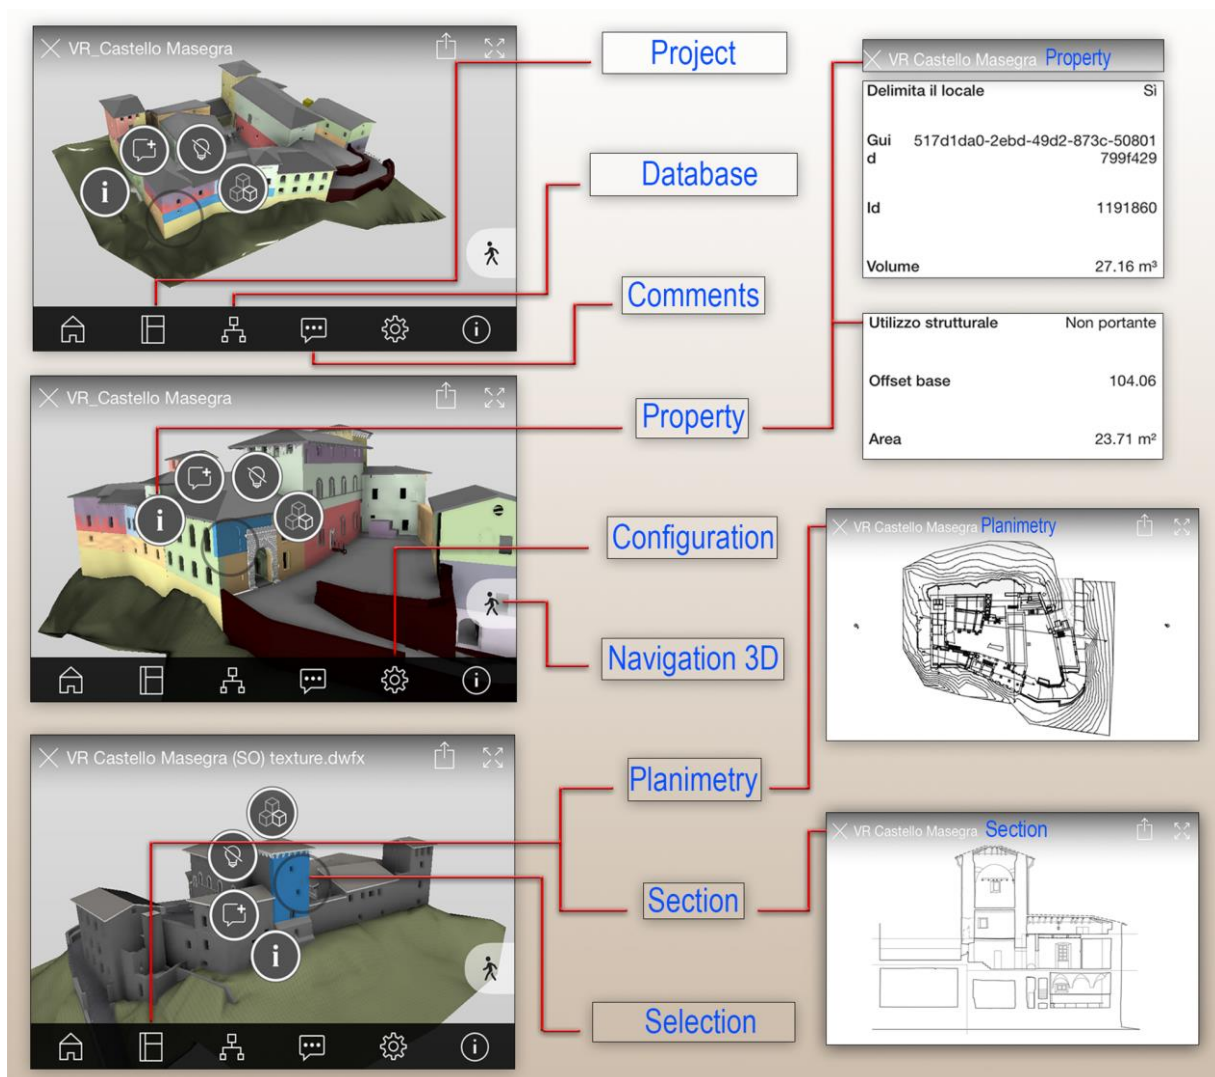 VR_Castello Masegra
Project
Database
Comments
VR_Castello Masegra
Property
Configuration
Navigation 3D
VR Castello Masegra (SO) texture.dwfx
Planimetry
Section
Selection
VR Castello Masegra Property
Delimita il locale Sì
Gui 517d1da0-2ebd-49d2-873c-50801
d 799f429
Id 1191860
Volume 27.16 m³
Utilizzo strutturale Non portante
Offset base 104.06
Area 23.71 m²
VR Castello Masegra Planimetry
VR Castello Masegra Section